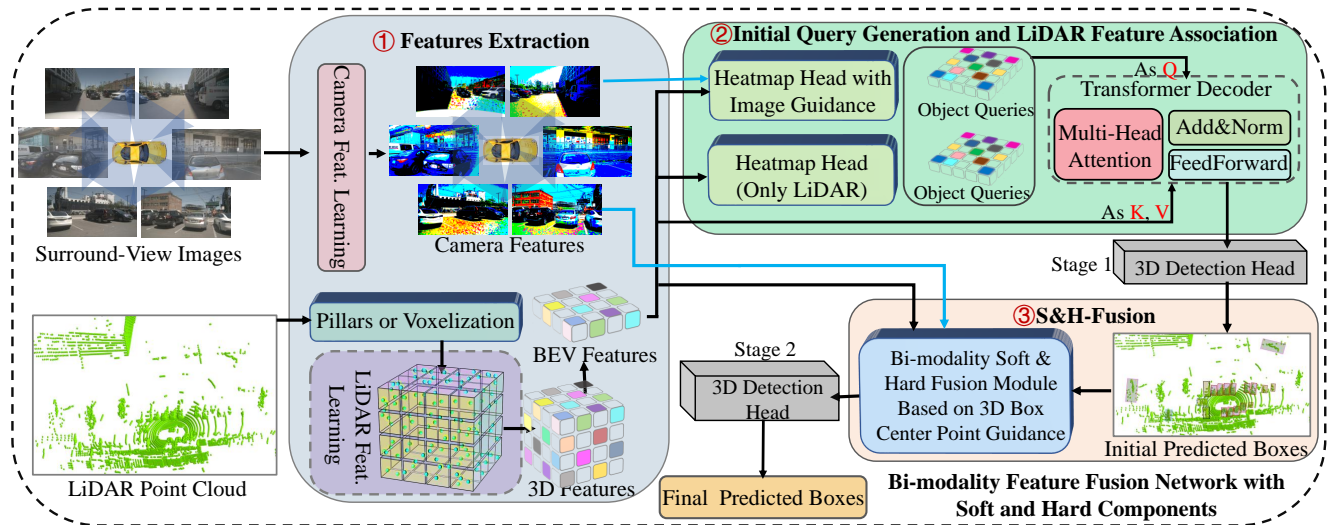 ① Features Extraction
Camera Feat. Learning
Surround-View Images
Camera Features
Pillars or Voxelization
LiDAR Feat.
Learning
BEV Features
3D Features
LiDAR Point Cloud
②Initial Query Generation and LiDAR Feature Association
Heatmap Head with
Image Guidance
Heatmap Head
(Only LiDAR)
Object Queries
Object Queries
As Q
Transformer Decoder
Multi-Head
Attention
Add&Norm
FeedForward
As K, V
Stage 1
3D Detection Head
③S&H-Fusion
Bi-modality Soft &
Hard Fusion Module
Based on 3D Box
Center Point Guidance
Initial Predicted Boxes
Stage 2
3D Detection
Head
Final Predicted Boxes
Bi-modality Feature Fusion Network with
Soft and Hard Components